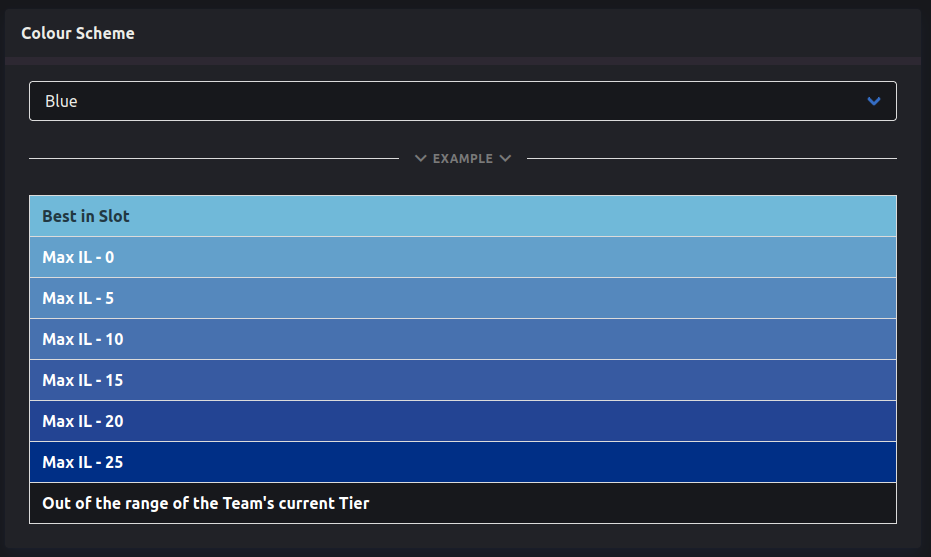 Colour Scheme
Blue
EXAMPLE
Best in Slot
Max IL - 0
Max IL - 5
Max IL - 10
Max IL - 15
Max IL - 20
Max IL - 25
Out of the range of the Team's current Tier